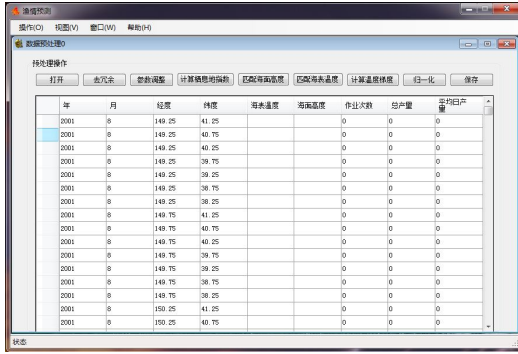 渔情预测
操作(O) 视图(V) 窗口(W) 帮助(H)
数据预处理0
预处理操作
打开 去冗余 参数调整 计算栖息地指数 匹配海面高度 匹配海表温度 计算温度梯度 归一化 保存
年 月 经度 纬度 海表温度 海面高度 作业次数 总产量 平均日产量
2001 8 149.25 41.25 0 0 0
2001 8 149.25 40.75 0 0 0
2001 8 149.25 40.25 0 0 0
2001 8 149.25 39.75 0 0 0
2001 8 149.25 39.25 0 0 0
2001 8 149.25 38.75 0 0 0
2001 8 149.25 38.25 0 0 0
2001 8 149.75 41.25 0 0 0
2001 8 149.75 40.75 0 0 0
2001 8 149.75 40.25 0 0 0
2001 8 149.75 39.75 0 0 0
2001 8 149.75 39.25 0 0 0
2001 8 149.75 38.75 0 0 0
2001 8 149.75 38.25 0 0 0
2001 8 150.25 41.25 0 0 0
2001 8 150.25 40.75 0 0 0
状态